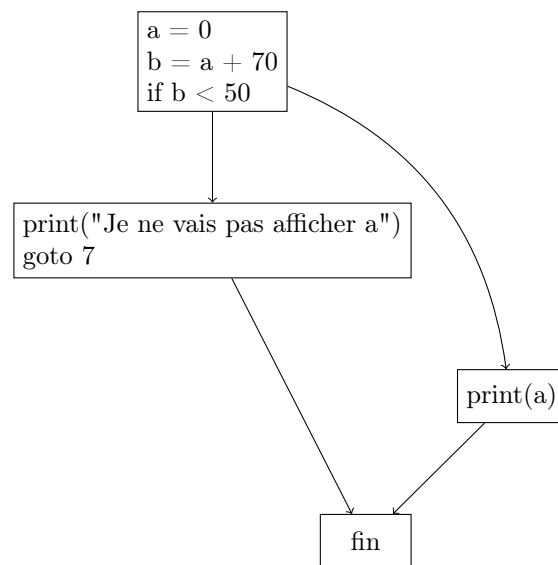 a = 0
b = a + 70
if b < 50
print("Je ne vais pas afficher a")
goto 7
print(a)
fin